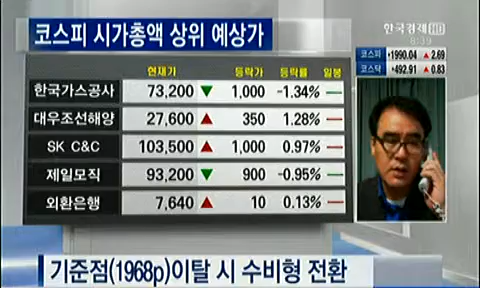 코스피 시가총액 상위 예상가
한국경제 HD
8:39
코스피 1990.04 ▲ 2.69
코스닥 492.91 ▲ 0.83
현재가 등락가 등락률 일봉
한국가스공사 73,200 ▼ 1,000 -1.34%
대우조선해양 27,600 ▲ 350 1.28%
SK C&C 103,500 ▲ 1,000 0.97%
제일모직 93,200 ▼ 900 -0.95%
외환은행 7,640 ▲ 10 0.13%
기준점(1968p)이탈 시 수비형 전환